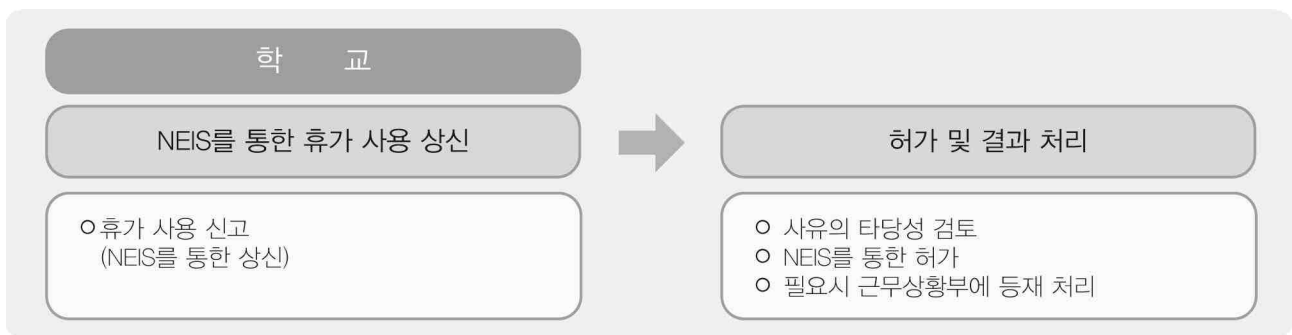 학 교
NEIS를 통한 휴가 사용 상신
허가 및 결과 처리
○ 휴가 사용 신고
(NEIS를 통한 상신)
○ 사유의 타당성 검토
○ NEIS를 통한 허가
○ 필요시 근무상황부에 등재 처리